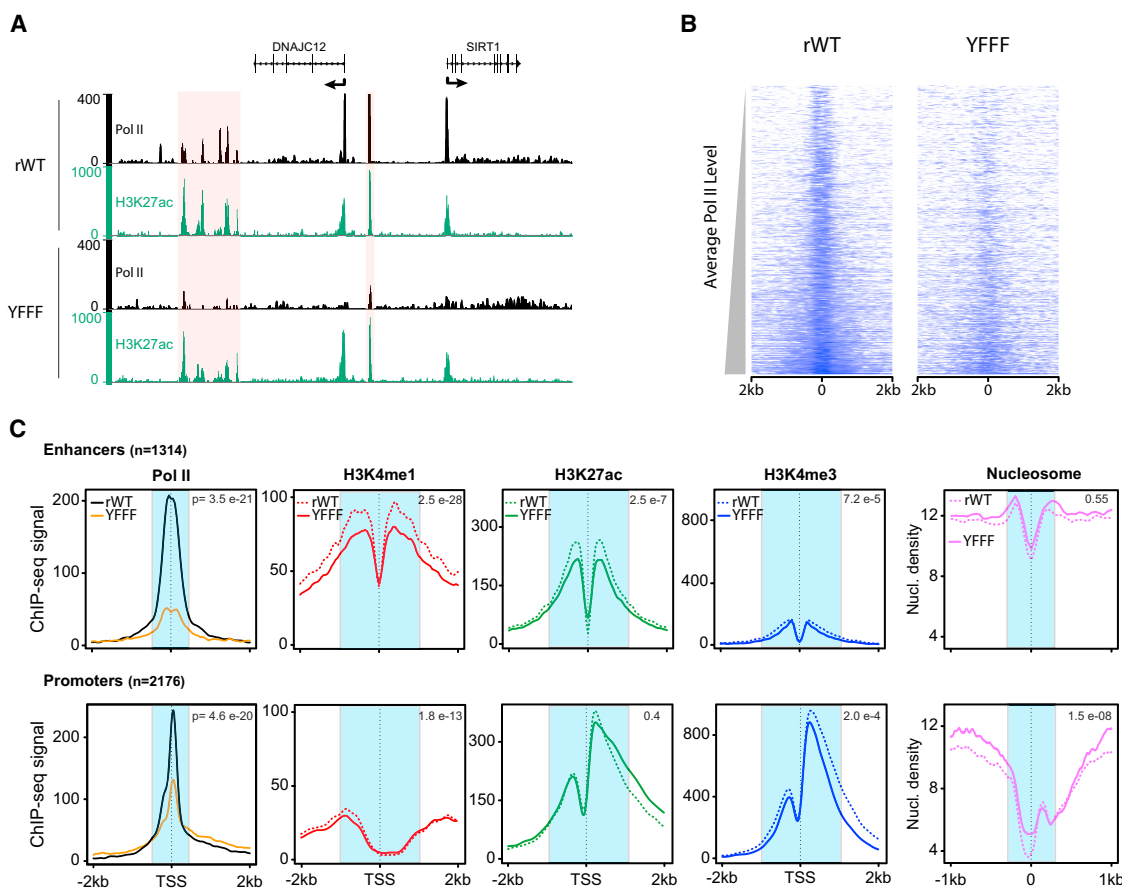 A
DNAJC12
SIRT1
400
Pol II
0
rWT
1000
H3K27ac
0
400
Pol II
0
YFFF
1000
H3K27ac
0
B
rWT
YFFF
Average Pol II Level
2kb 0 2kb
2kb 0 2kb
C
Enhancers (n=1314)
Pol II
H3K4me1
H3K27ac
H3K4me3
Nucleosome
ChIP-seq signal
200
100
0
rWT
YFFF
p= 3.5 e-21
100
50
0
rWT
YFFF
2.5 e-28
300
150
0
rWT
YFFF
2.5 e-7
800
400
0
rWT
YFFF
7.2 e-5
Nucl. density
12
8
4
rWT
YFFF
0.55
Promoters (n=2176)
ChIP-seq signal
200
100
0
p= 4.6 e-20
-2kb TSS 2kb
100
50
0
1.8 e-13
-2kb TSS 2kb
300
150
0
0.4
-2kb TSS 2kb
800
400
0
2.0 e-4
-2kb TSS 2kb
Nucl. density
12
8
4
1.5 e-08
-1kb 0 1kb